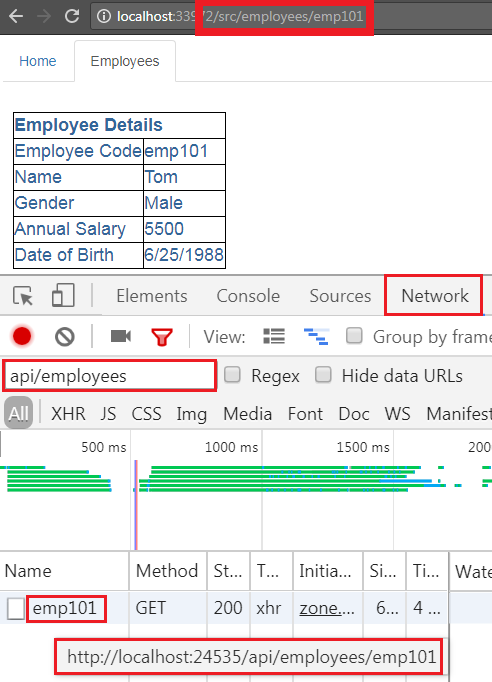 localhost:33972/src/employees/emp101
Home Employees
Employee Details
Employee Code emp101
Name Tom
Gender Male
Annual Salary 5500
Date of Birth 6/25/1988
Elements Console Sources Network
View: Group by frame
api/employees Regex Hide data URLs
All XHR JS CSS Img Media Font Doc WS Manifest
500 ms 1000 ms 1500 ms 200
Name Method St... T... Initia... Si... Ti... Wate
emp101 GET 200 xhr zone.... 6... 4 ...
http://localhost:24535/api/employees/emp101